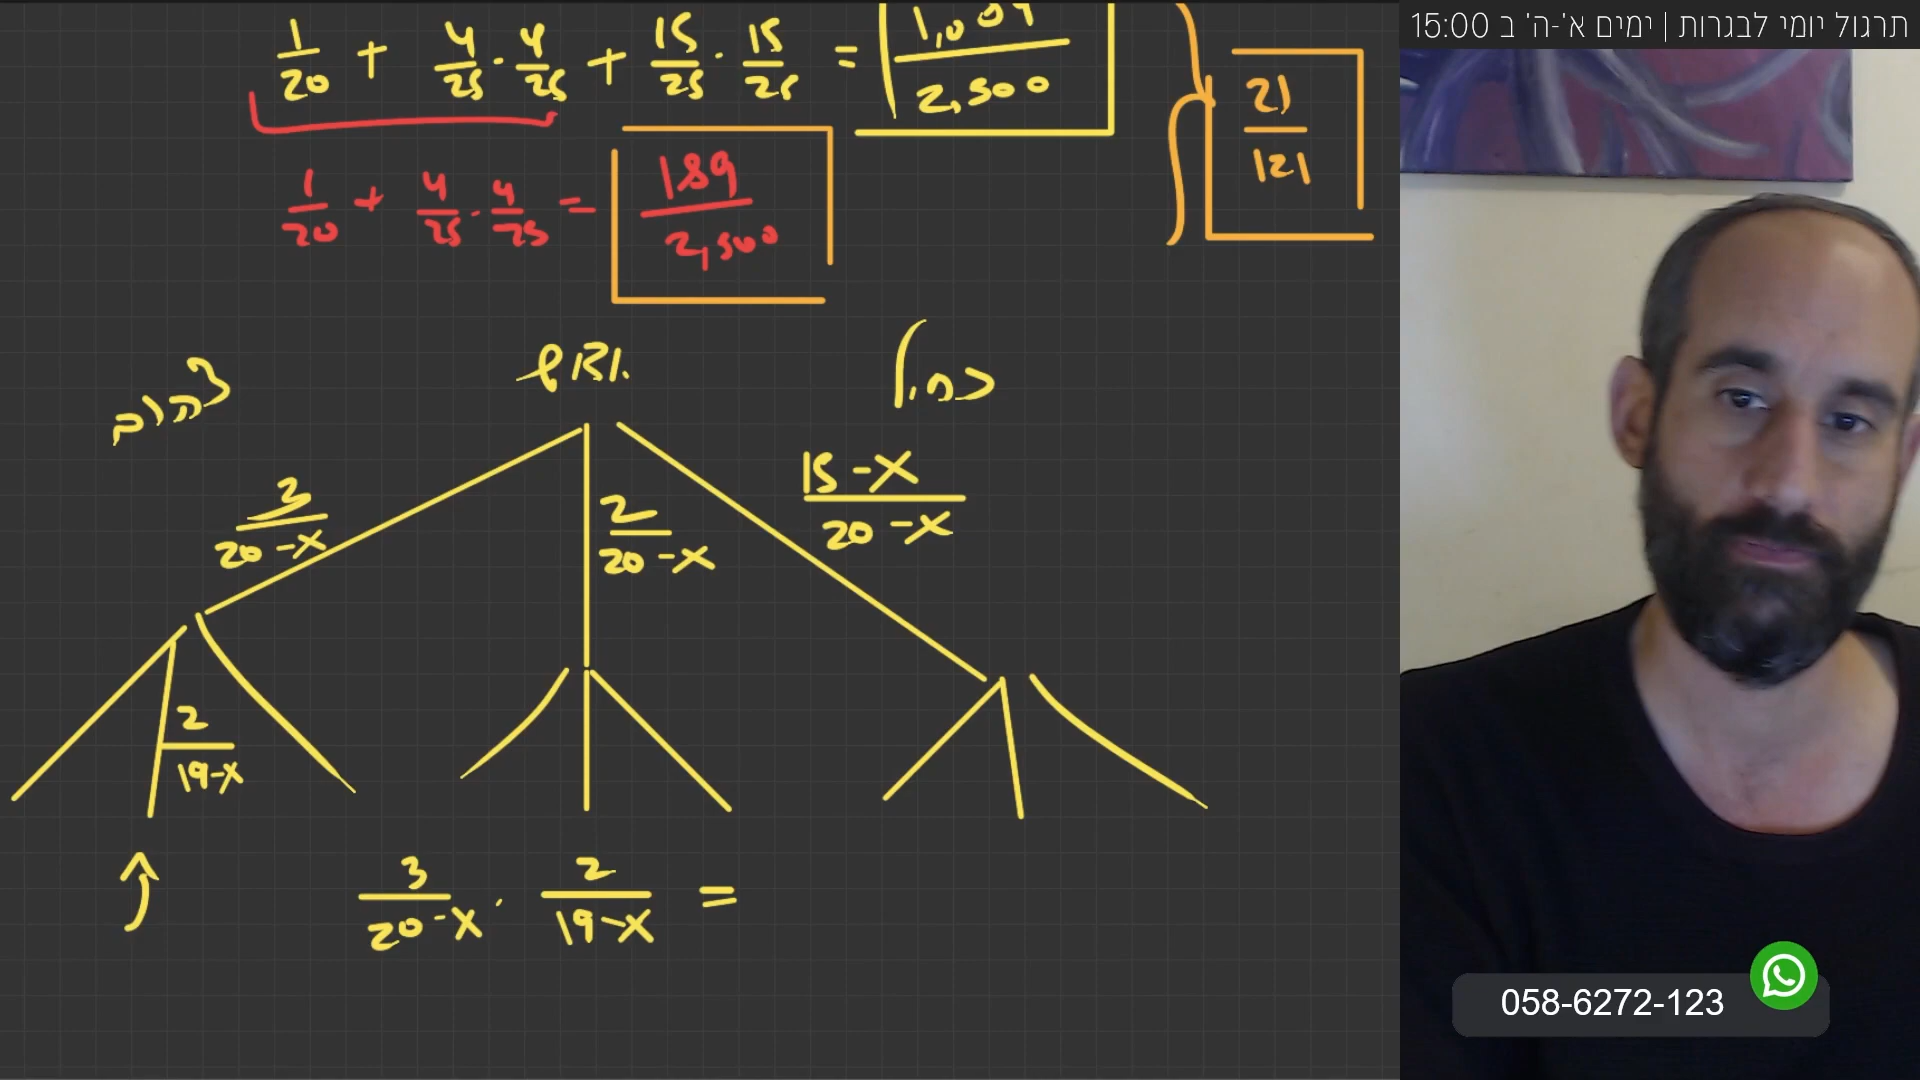 תרגול יומי לבגרות | ימים א'-ה' ב 15:00
1/20 + 4/25 · 4/25 + 15/25 · 15/25 = 2,500
21/121
1/20 + 4/25 · 4/25 = 189/2,500
צהוב
כחול
3/20-x
2/20-x
15-x/20-x
2/19-x
3/20-x · 2/19-x =
058-6272-123